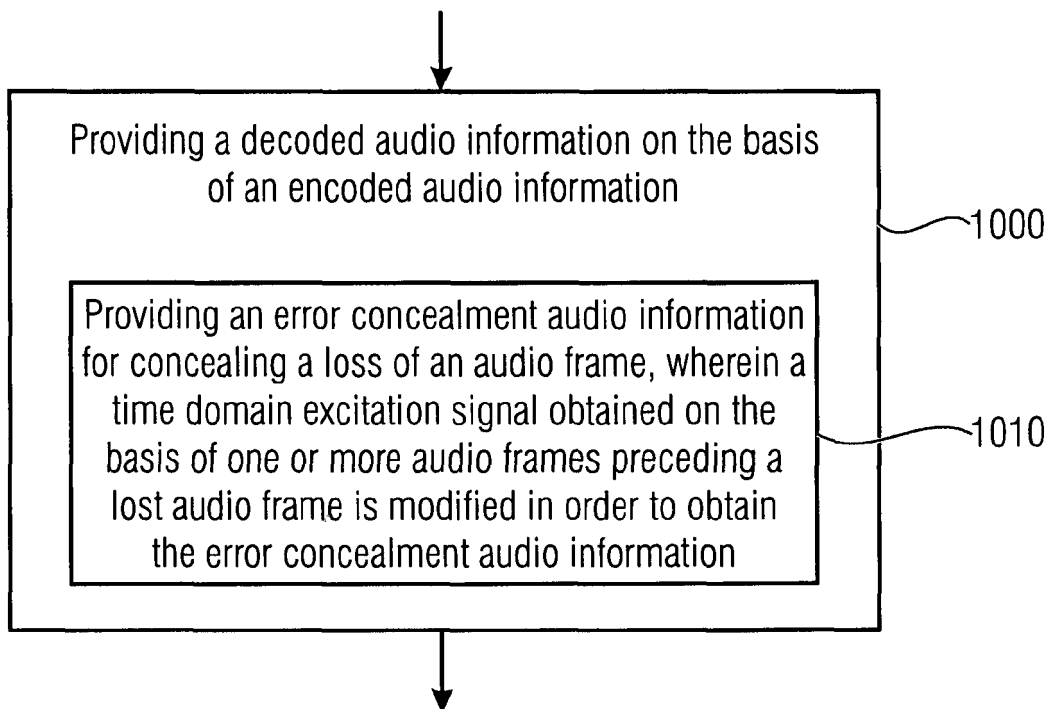 Providing a decoded audio information on the basis
of an encoded audio information
1000
Providing an error concealment audio information
for concealing a loss of an audio frame, wherein a
time domain excitation signal obtained on the
basis of one or more audio frames preceding a
lost audio frame is modified in order to obtain
the error concealment audio information
1010